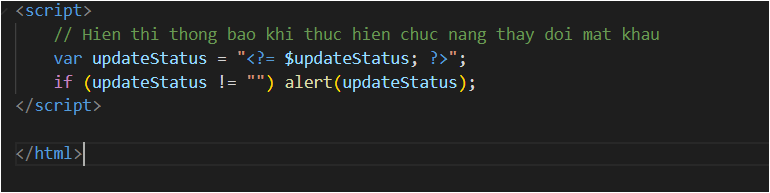 <script>
// Hien thi thong bao khi thuc hien chuc nang thay doi mat khau
var updateStatus = "<?= $updateStatus; ?>";
if (updateStatus != "") alert(updateStatus);
</script>
</html>